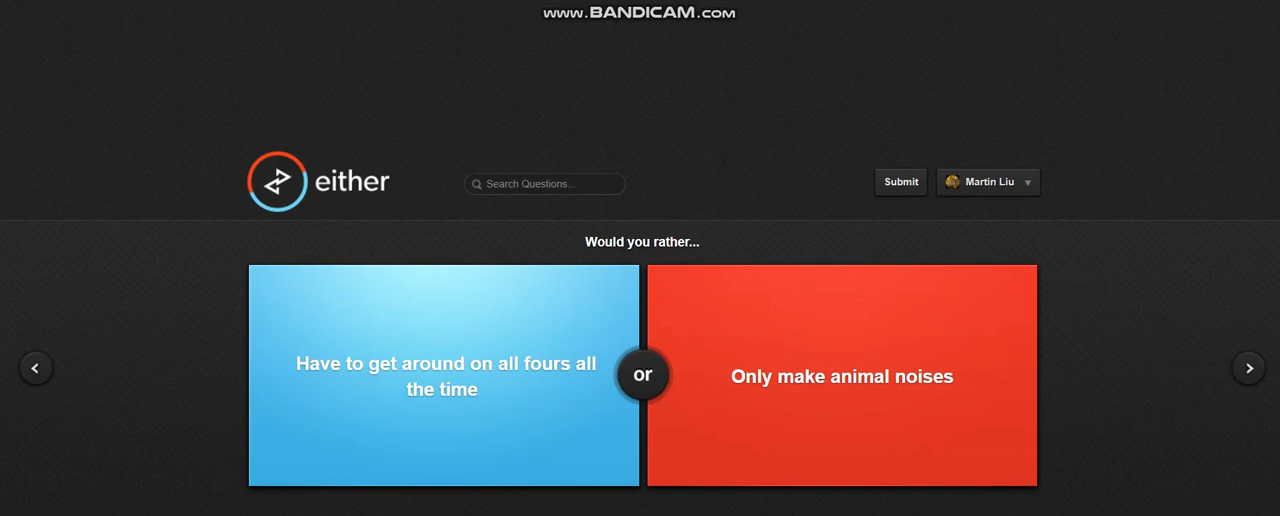 www.BANDICAM.com
either
Search Questions...
Submit
Martin Liu
Would you rather...
Have to get around on all fours all
the time
or
Only make animal noises